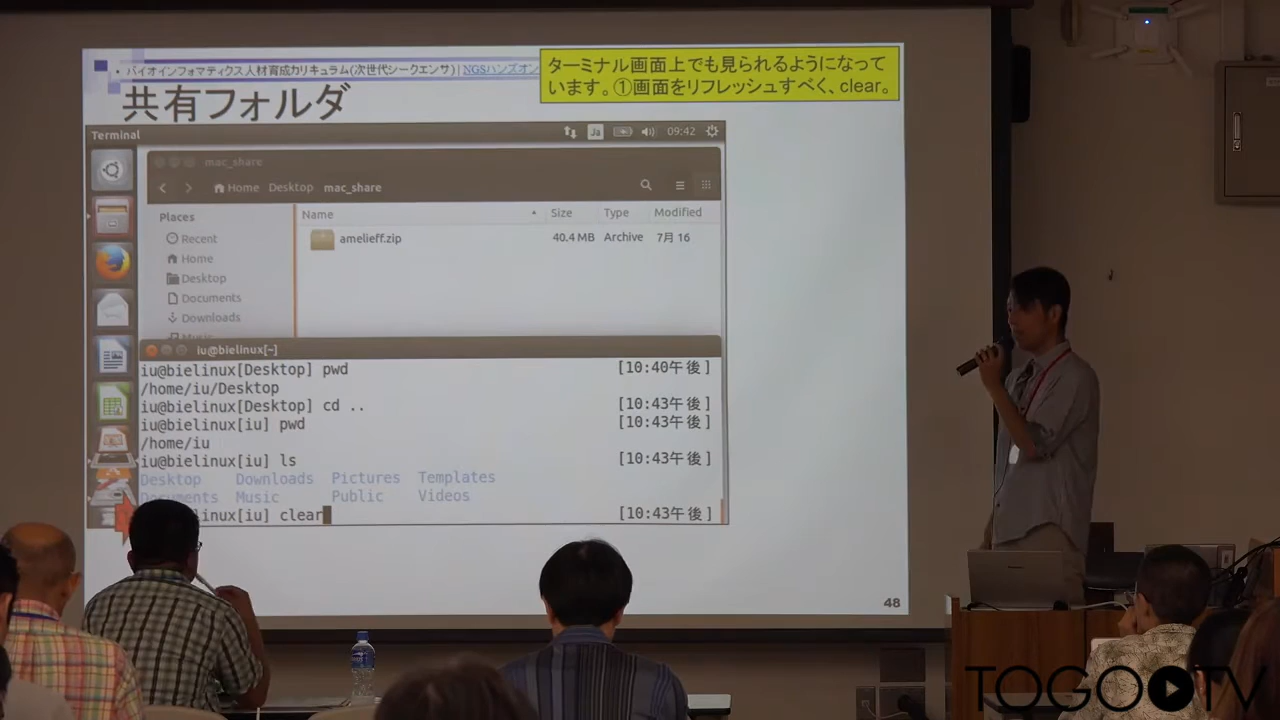 ・バイオインフォマティクス人材育成カリキュラム(次世代シークエンサ) | NGSハンズオン
ターミナル画面上でも見られるようになって
います。①画面をリフレッシュすべく、clear。
共有フォルダ
Terminal
Ja
09:42
mac_share
Home Desktop mac_share
Places
Recent
Home
Desktop
Documents
Downloads
Music
Name Size Type Modified
amelieff.zip 40.4 MB Archive 7月 16
iu@bielinux[~]
iu@bielinux[Desktop] pwd [10:40午後]
/home/iu/Desktop
iu@bielinux[Desktop] cd .. [10:43午後]
iu@bielinux[iu] pwd [10:43午後]
/home/iu
iu@bielinux[iu] ls [10:43午後]
Desktop Downloads Pictures Templates
Documents Music Public Videos
inux[iu] clear [10:43午後]
48
TOGOTV